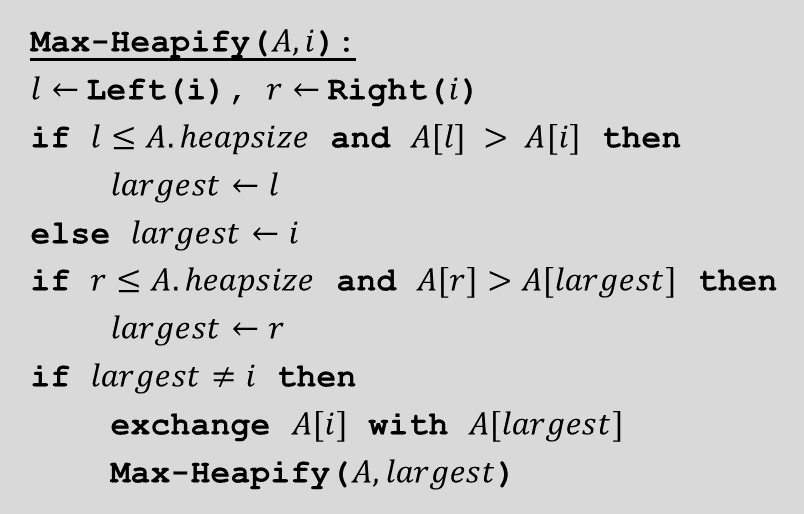 Max-Heapify(A,i):
l ← Left(i), r ← Right(i)
if l ≤ A.heapsize and A[l] > A[i] then
largest ← l
else largest ← i
if r ≤ A.heapsize and A[r] > A[largest] then
largest ← r
if largest ≠ i then
exchange A[i] with A[largest]
Max-Heapify(A,largest)